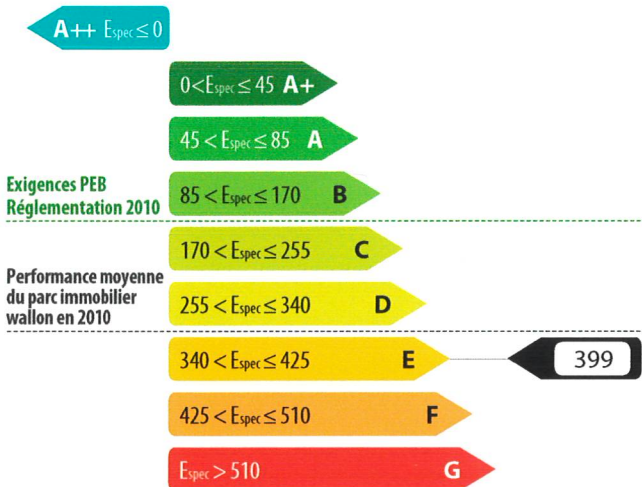 A++ Espec ≤ 0
0 < Espec ≤ 45 A+
45 < Espec ≤ 85 A
Exigences PEB
Réglementation 2010
85 < Espec ≤ 170 B
170 < Espec ≤ 255 C
Performance moyenne
du parc immobilier
wallon en 2010
255 < Espec ≤ 340 D
340 < Espec ≤ 425 E
399
425 < Espec ≤ 510 F
Espec > 510 G